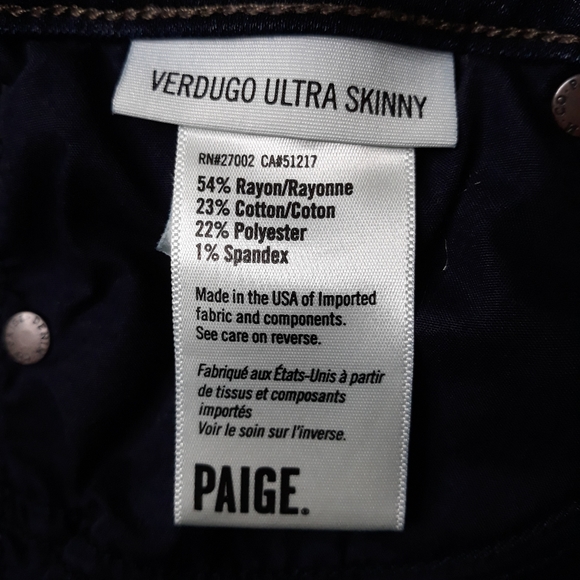 VERDUGO ULTRA SKINNY
RN#27002 CA#51217
54% Rayon/Rayonne
23% Cotton/Coton
22% Polyester
1% Spandex
Made in the USA of Imported
fabric and components.
See care on reverse.
Fabriqué aux États-Unis à partir
de tissus et composants
importés
Voir le soin sur l'inverse.
PAIGE.